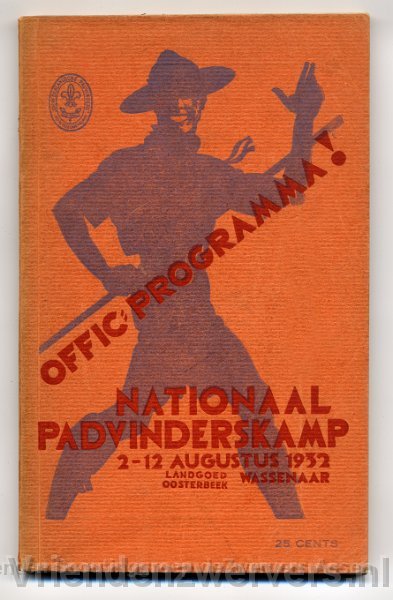 OFFIC: PROGRAMMA!
NATIONAAL
PADVINDERSKAMP
2-12 AUGUSTUS 1932
LANDGOED WASSENAAR
OOSTERBEEK
25 CENTS
Vriendenzwervers.nl